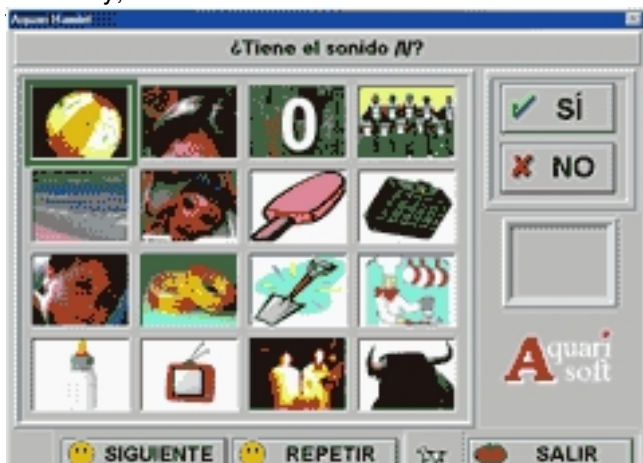 Aquari Hamlet
¿Tiene el sonido /l/?
0
SÍ
NO
Aquari
soft
SIGUIENTE
REPETIR
SALIR